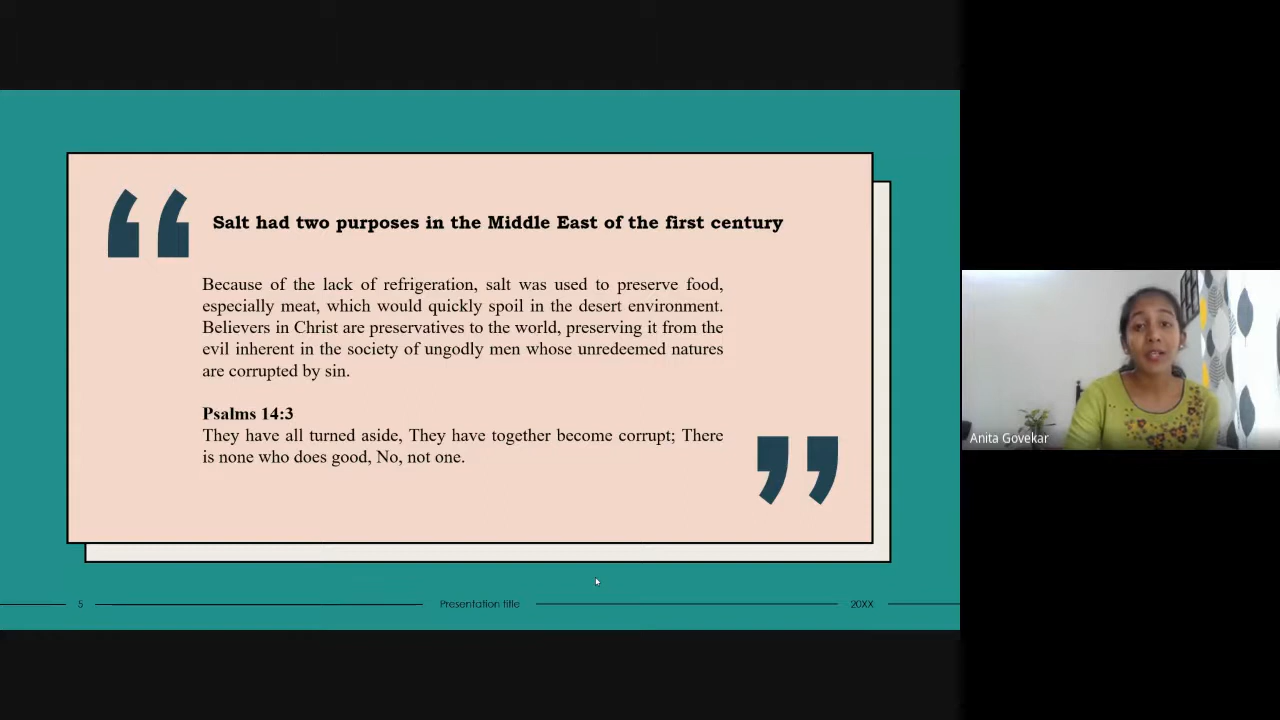 Salt had two purposes in the Middle East of the first century
Because of the lack of refrigeration, salt was used to preserve food,
especially meat, which would quickly spoil in the desert environment.
Believers in Christ are preservatives to the world, preserving it from the
evil inherent in the society of ungodly men whose unredeemed natures
are corrupted by sin.
Psalms 14:3
They have all turned aside, They have together become corrupt; There
is none who does good, No, not one.
5
Presentation title
20XX
Anita Govekar